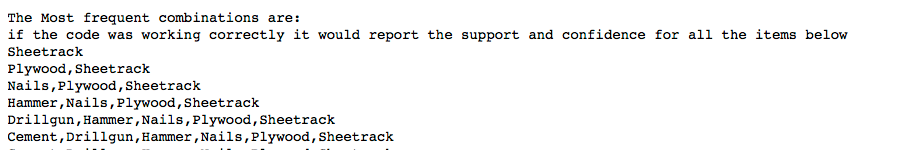 The Most frequent combinations are:
if the code was working correctly it would report the support and confidence for all the items below
Sheetrack
Plywood,Sheetrack
Nails,Plywood,Sheetrack
Hammer,Nails,Plywood,Sheetrack
Drillgun,Hammer,Nails,Plywood,Sheetrack
Cement,Drillgun,Hammer,Nails,Plywood,Sheetrack